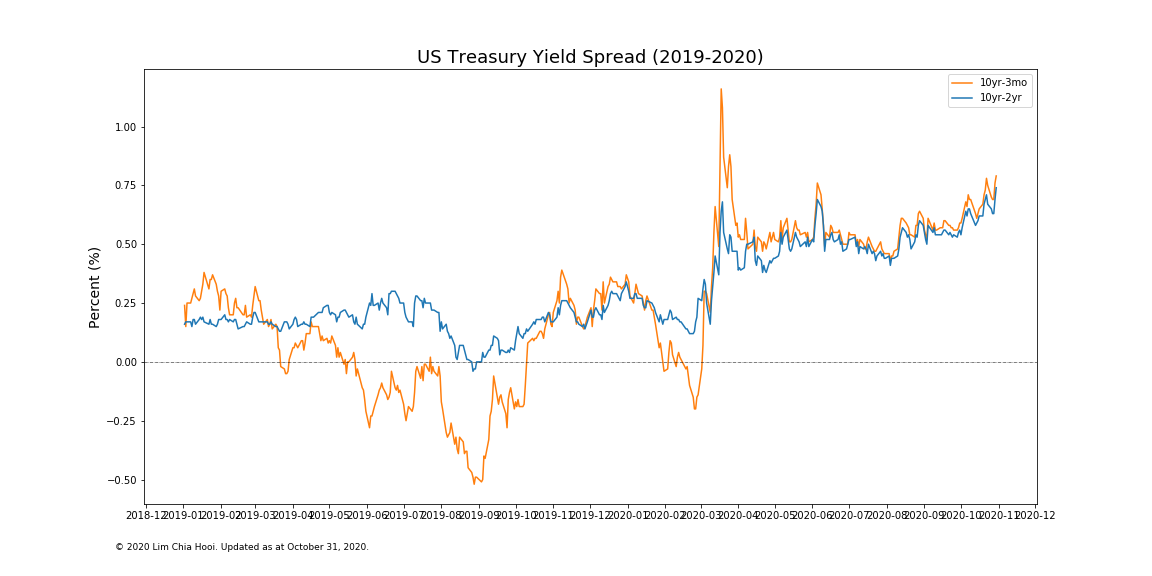 US Treasury Yield Spread (2019-2020)
10yr-3mo
10yr-2yr
Percent (%)
1.00
0.75
0.50
0.25
0.00
−0.25
−0.50
2018-12 2019-01 2019-02 2019-03 2019-04 2019-05 2019-06 2019-07 2019-08 2019-09 2019-10 2019-11 2019-12 2020-01 2020-02 2020-03 2020-04 2020-05 2020-06 2020-07 2020-08 2020-09 2020-10 2020-11 2020-12
© 2020 Lim Chia Hooi. Updated as at October 31, 2020.